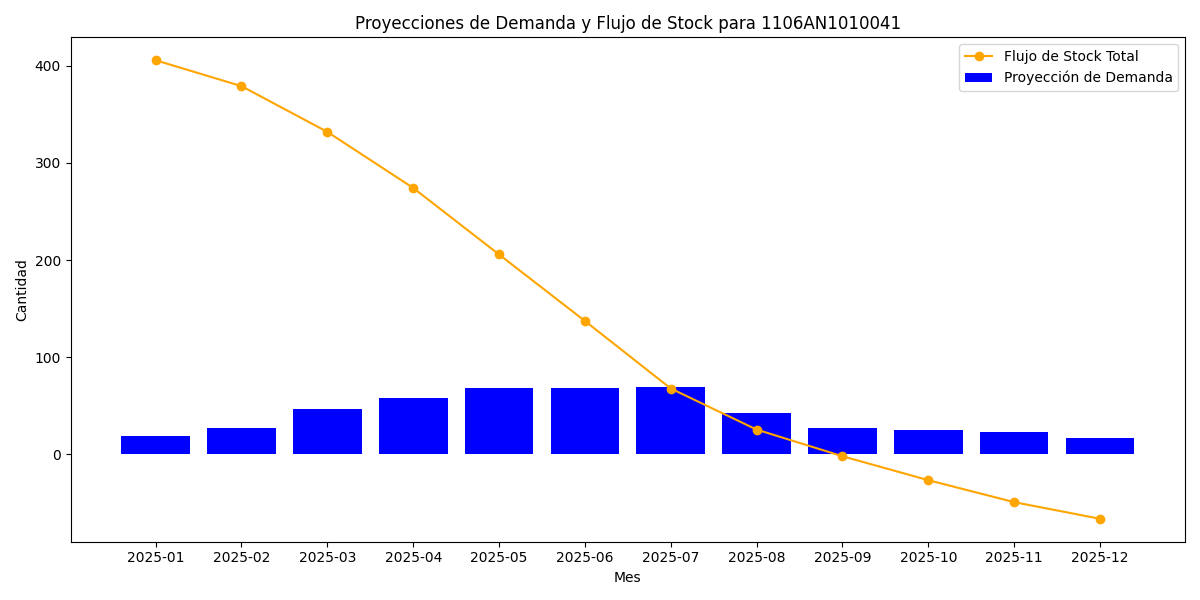 Proyecciones de Demanda y Flujo de Stock para 1106AN1010041
Flujo de Stock Total
Proyección de Demanda
Cantidad
400
300
200
100
0
2025-01 2025-02 2025-03 2025-04 2025-05 2025-06 2025-07 2025-08 2025-09 2025-10 2025-11 2025-12
Mes